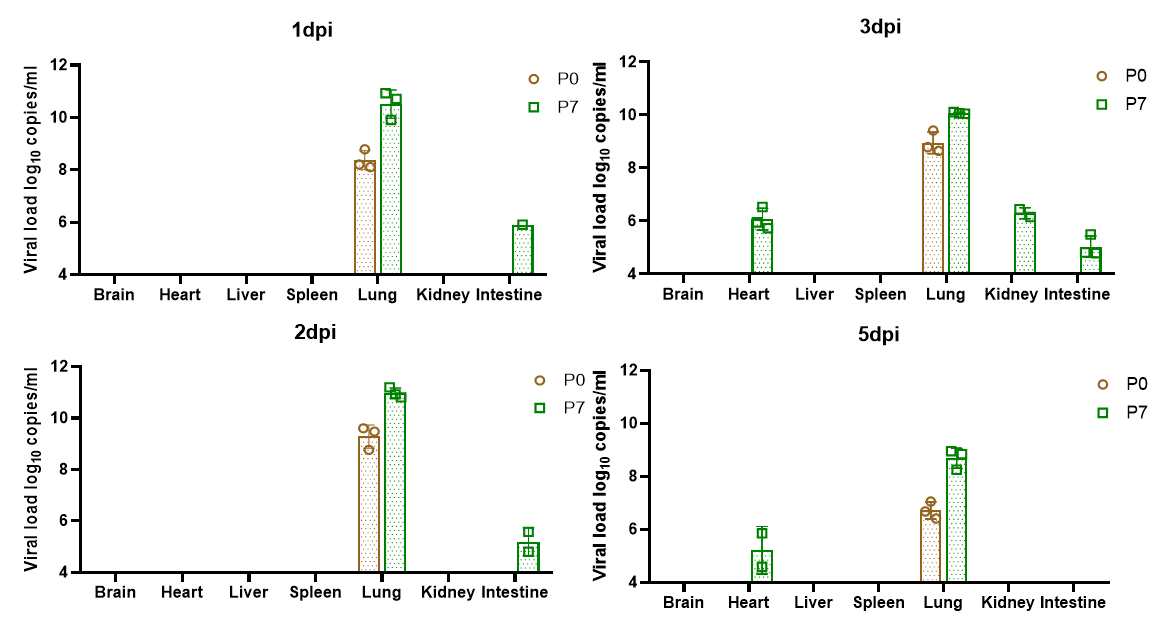 1dpi
Viral load log10 copies/ml
12
10
8
6
4
P0
P7
Brain Heart Liver Spleen Lung Kidney Intestine
3dpi
Viral load log10 copies/ml
12
10
8
6
4
P0
P7
Brain Heart Liver Spleen Lung Kidney Intestine
2dpi
Viral load log10 copies/ml
12
10
8
6
4
P0
P7
Brain Heart Liver Spleen Lung Kidney Intestine
5dpi
Viral load log10 copies/ml
12
10
8
6
4
P0
P7
Brain Heart Liver Spleen Lung Kidney Intestine